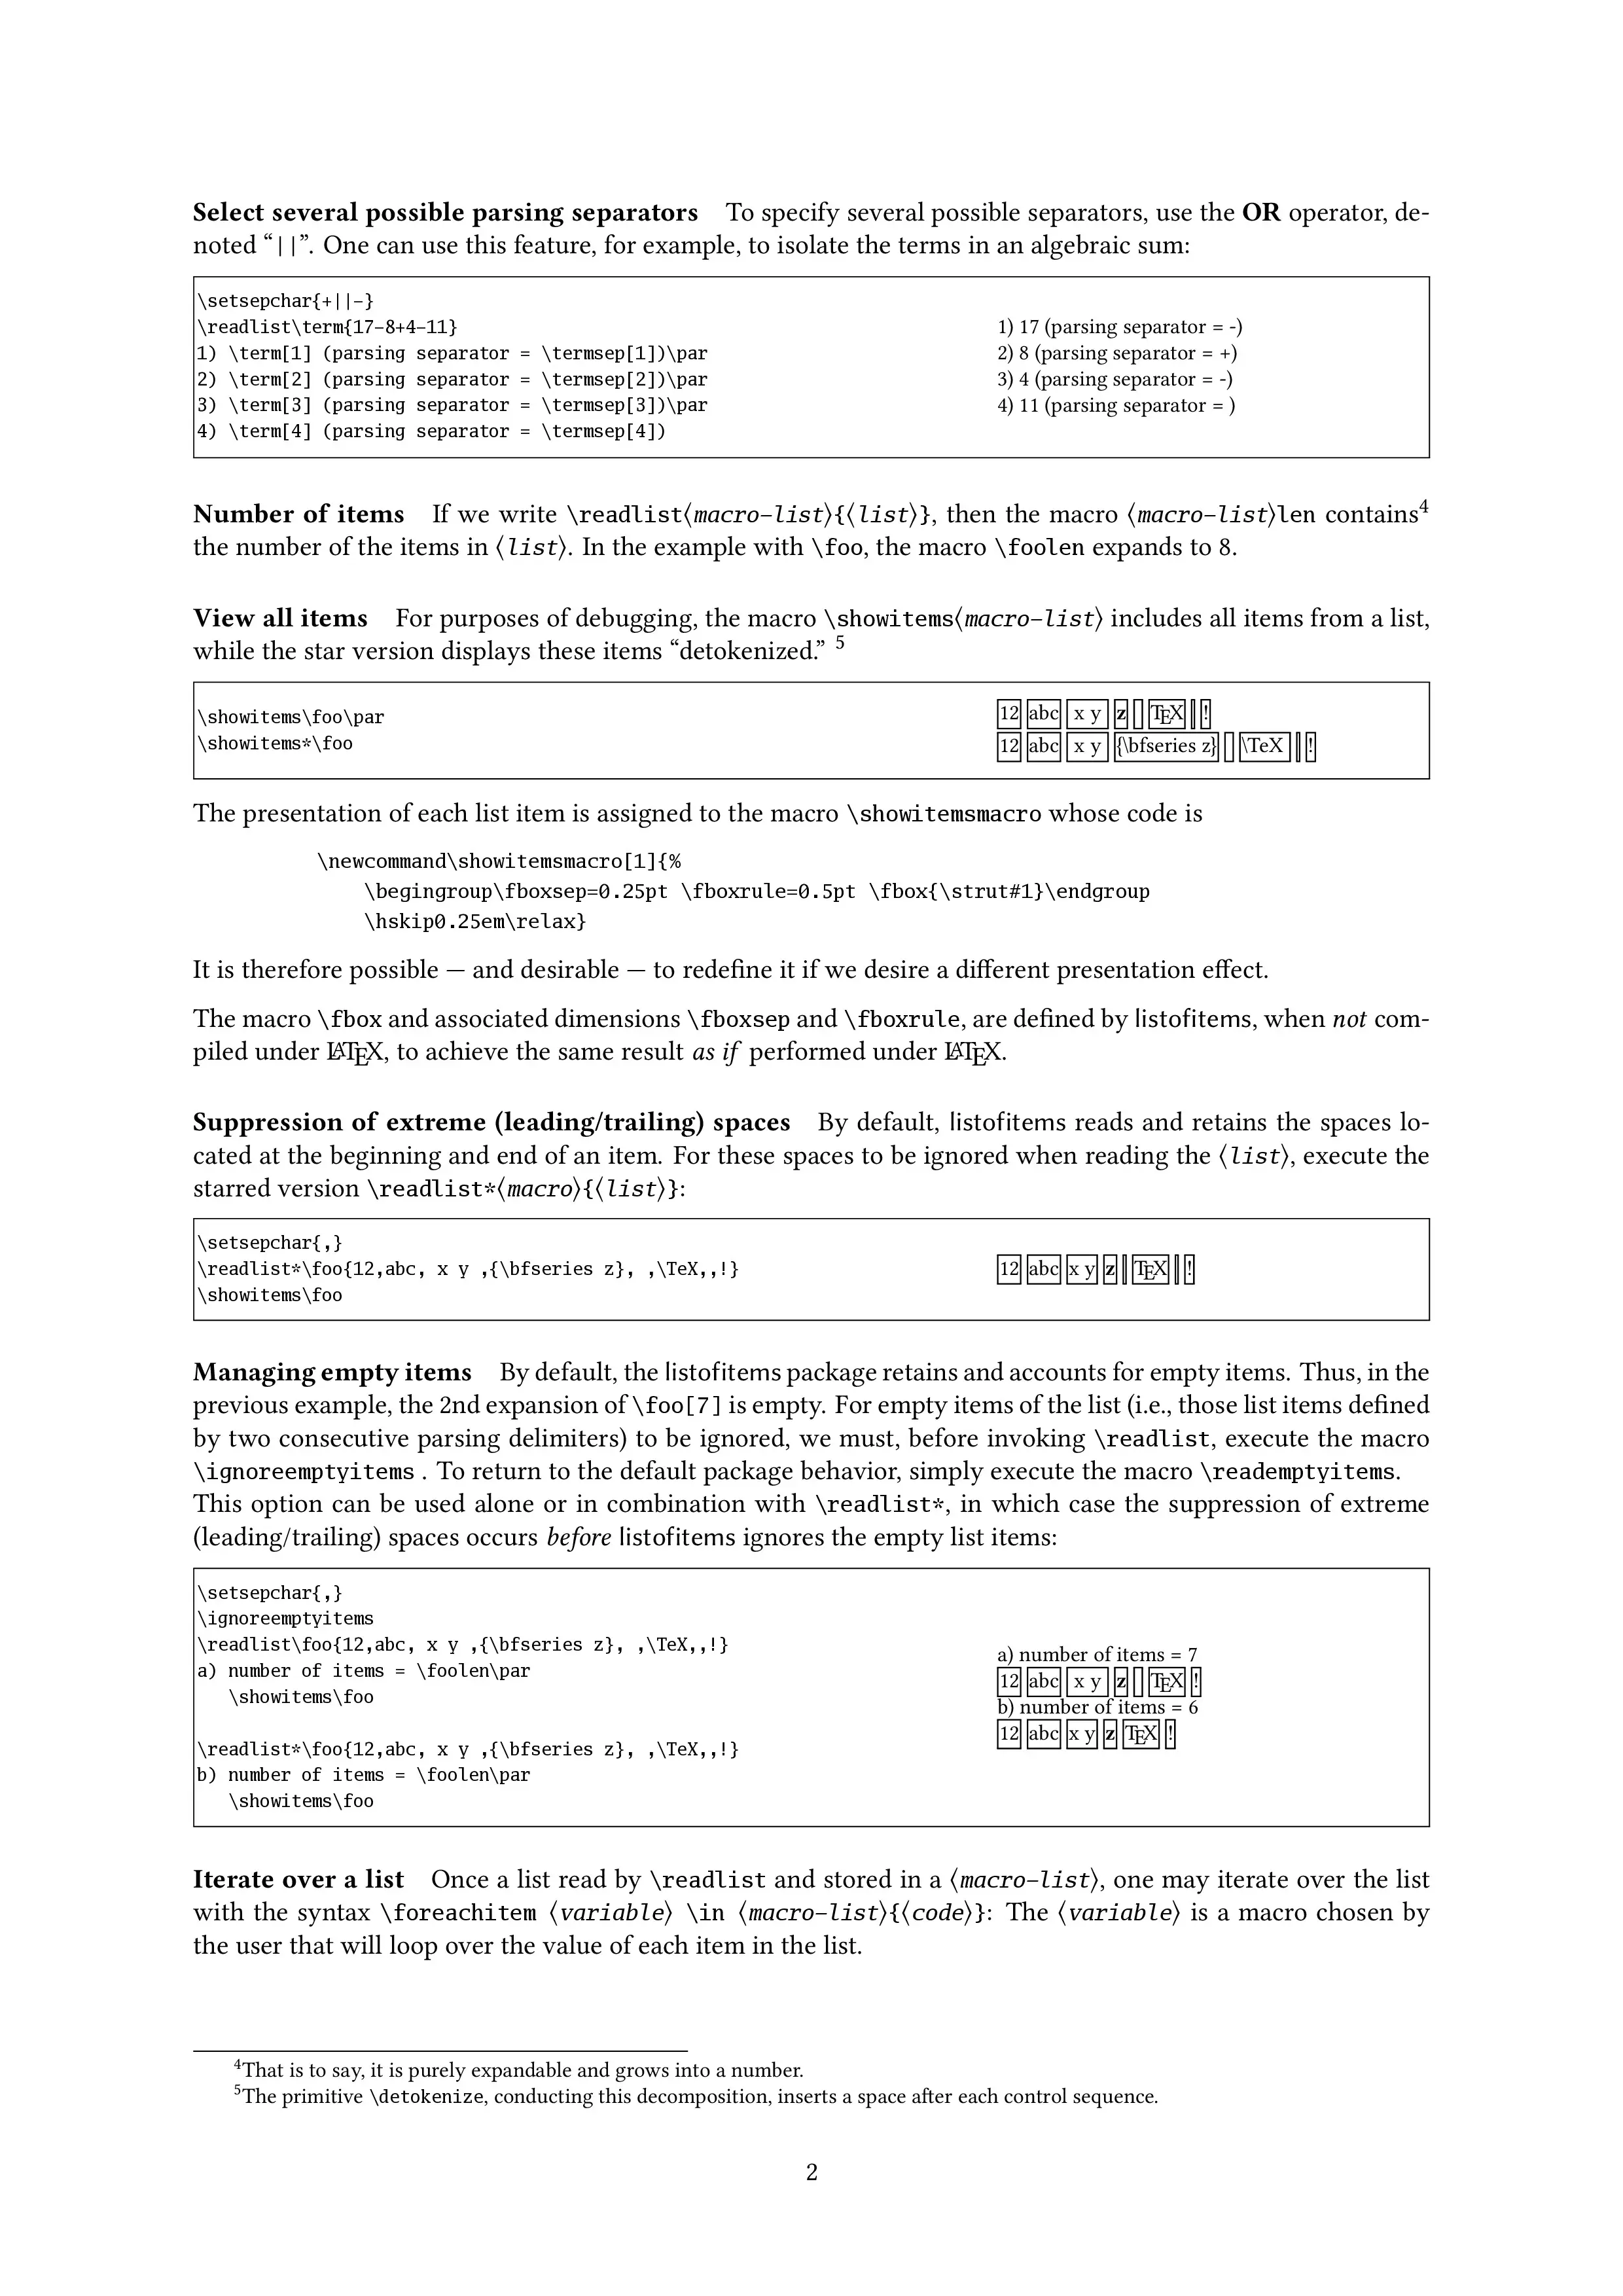 Select several possible parsing separators To specify several possible separators, use the OR operator, de-
noted “||”. One can use this feature, for example, to isolate the terms in an algebraic sum:
\setsepchar{+||-}
\readlist\term{17-8+4-11}
1) \term[1] (parsing separator = \termsep[1])\par
2) \term[2] (parsing separator = \termsep[2])\par
3) \term[3] (parsing separator = \termsep[3])\par
4) \term[4] (parsing separator = \termsep[4])
1) 17 (parsing separator = -)
2) 8 (parsing separator = +)
3) 4 (parsing separator = -)
4) 11 (parsing separator = )
Number of items If we write \readlist⟨macro-list⟩{⟨list⟩}, then the macro ⟨macro-list⟩len contains4
the number of the items in ⟨list⟩. In the example with \foo, the macro \foolen expands to 8.
View all items For purposes of debugging, the macro \showitems⟨macro-list⟩ includes all items from a list,
while the star version displays these items “detokenized.” 5
\showitems\foo\par
\showitems*\foo
12 abc x y z TEX !
12 abc x y {\bfseries z} \TeX !
The presentation of each list item is assigned to the macro \showitemsmacro whose code is
\newcommand\showitemsmacro[1]{%
\begingroup\fboxsep=0.25pt \fboxrule=0.5pt \fbox{\strut#1}\endgroup
\hskip0.25em\relax}
It is therefore possible — and desirable — to redefine it if we desire a different presentation effect.
The macro \fbox and associated dimensions \fboxsep and \fboxrule, are defined by listofitems, when not com-
piled under LATEX, to achieve the same result as if performed under LATEX.
Suppression of extreme (leading/trailing) spaces By default, listofitems reads and retains the spaces lo-
cated at the beginning and end of an item. For these spaces to be ignored when reading the ⟨list⟩, execute the
starred version \readlist*⟨macro⟩{⟨list⟩}:
\setsepchar{,}
\readlist*\foo{12,abc, x y ,{\bfseries z}, ,\TeX,,!}
\showitems\foo
12 abc x y z TEX !
Managing empty items By default, the listofitems package retains and accounts for empty items. Thus, in the
previous example, the 2nd expansion of \foo[7] is empty. For empty items of the list (i.e., those list items defined
by two consecutive parsing delimiters) to be ignored, we must, before invoking \readlist, execute the macro
\ignoreemptyitems . To return to the default package behavior, simply execute the macro \reademptyitems.
This option can be used alone or in combination with \readlist*, in which case the suppression of extreme
(leading/trailing) spaces occurs before listofitems ignores the empty list items:
\setsepchar{,}
\ignoreemptyitems
\readlist\foo{12,abc, x y ,{\bfseries z}, ,\TeX,,!}
a) number of items = \foolen\par
\showitems\foo
\readlist*\foo{12,abc, x y ,{\bfseries z}, ,\TeX,,!}
b) number of items = \foolen\par
\showitems\foo
a) number of items = 7
12 abc x y z TEX !
b) number of items = 6
12 abc x y z TEX !
Iterate over a list Once a list read by \readlist and stored in a ⟨macro-list⟩, one may iterate over the list
with the syntax \foreachitem ⟨variable⟩ \in ⟨macro-list⟩{⟨code⟩}: The ⟨variable⟩ is a macro chosen by
the user that will loop over the value of each item in the list.
4That is to say, it is purely expandable and grows into a number.
5The primitive \detokenize, conducting this decomposition, inserts a space after each control sequence.
2